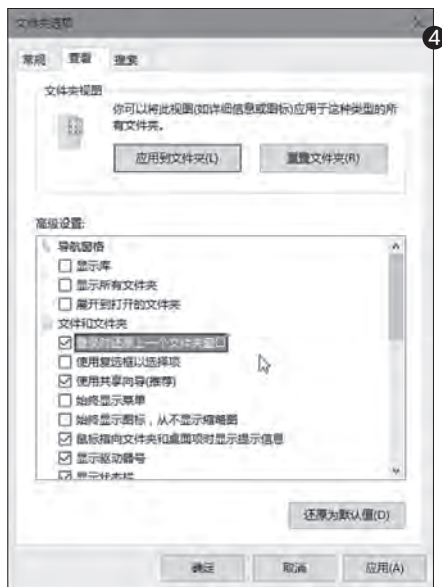 文件夹选项
4
常规 查看 搜索
文件夹视图
你可以将此视图(如详细信息或图标)应用于这种类型的所
有文件夹。
应用到文件夹(L) 重置文件夹(R)
高级设置:
导航窗格
显示库
显示所有文件夹
展开到打开的文件夹
文件和文件夹
登录时还原上一个文件夹窗口
使用复选框以选择项
使用共享向导(推荐)
始终显示菜单
始终显示图标，从不显示缩略图
鼠标指向文件夹和桌面项时显示提示信息
显示驱动器号
显示状态栏
还原为默认值(D)
确定 取消 应用(A)